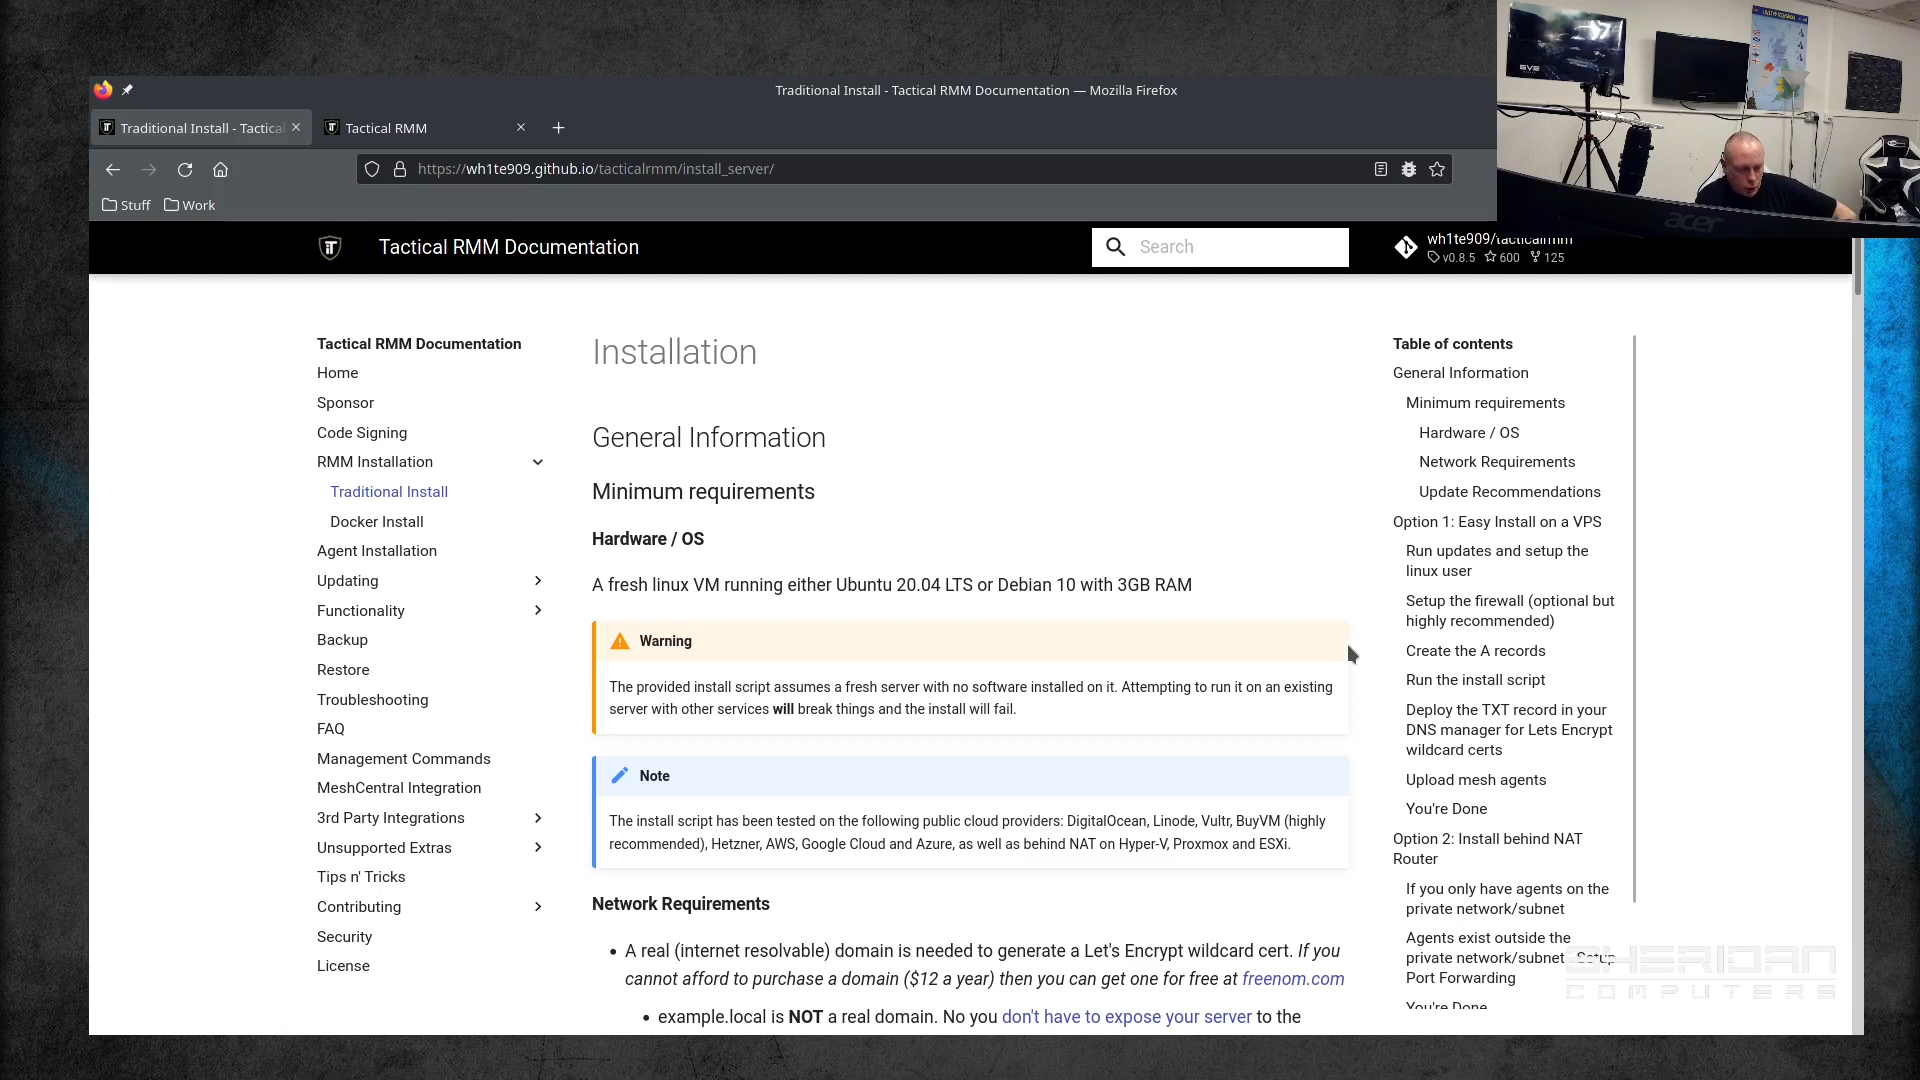 Traditional Install - Tactical RMM Documentation — Mozilla Firefox
Traditional Install - Tactical
Tactical RMM
https://wh1te909.github.io/tacticalrmm/install_server/
Stuff
Work
EVE
acer
Tactical RMM Documentation
Search
wh1te909/tacticalrmm
v0.8.5 600 125
Tactical RMM Documentation
Home
Sponsor
Code Signing
RMM Installation
Traditional Install
Docker Install
Agent Installation
Updating
Functionality
Backup
Restore
Troubleshooting
FAQ
Management Commands
MeshCentral Integration
3rd Party Integrations
Unsupported Extras
Tips n' Tricks
Contributing
Security
License
Installation
General Information
Minimum requirements
Hardware / OS
A fresh linux VM running either Ubuntu 20.04 LTS or Debian 10 with 3GB RAM
Warning
The provided install script assumes a fresh server with no software installed on it. Attempting to run it on an existing
server with other services will break things and the install will fail.
Note
The install script has been tested on the following public cloud providers: DigitalOcean, Linode, Vultr, BuyVM (highly
recommended), Hetzner, AWS, Google Cloud and Azure, as well as behind NAT on Hyper-V, Proxmox and ESXi.
Network Requirements
• A real (internet resolvable) domain is needed to generate a Let's Encrypt wildcard cert. If you
cannot afford to purchase a domain ($12 a year) then you can get one for free at freenom.com
• example.local is NOT a real domain. No you don't have to expose your server to the
Table of contents
General Information
Minimum requirements
Hardware / OS
Network Requirements
Update Recommendations
Option 1: Easy Install on a VPS
Run updates and setup the
linux user
Setup the firewall (optional but
highly recommended)
Create the A records
Run the install script
Deploy the TXT record in your
DNS manager for Lets Encrypt
wildcard certs
Upload mesh agents
You're Done
Option 2: Install behind NAT
Router
If you only have agents on the
private network/subnet
Agents exist outside the
private network/subnet - Setup
Port Forwarding
You're Done
SHERIDAN
COMPUTERS